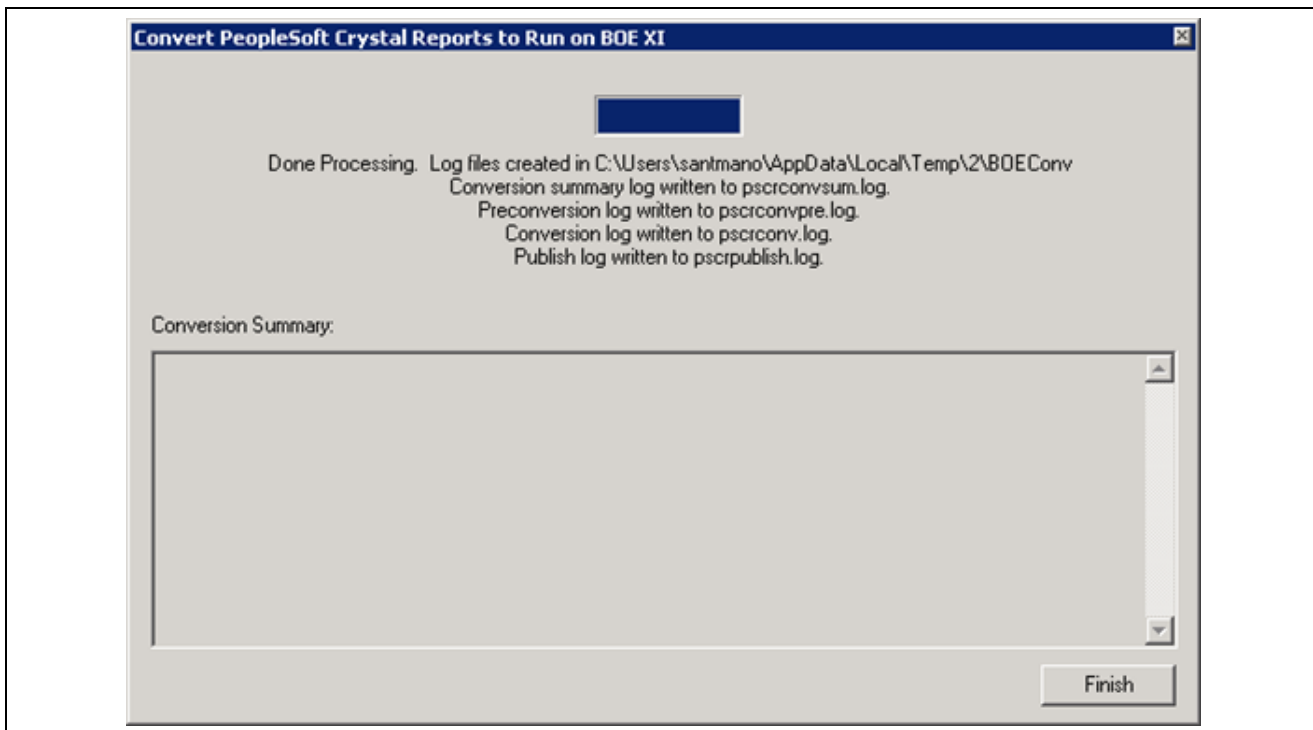 Convert PeopleSoft Crystal Reports to Run on BOE XI
Done Processing. Log files created in C:\Users\santmano\AppData\Local\Temp\2\BOEConv
Conversion summary log written to pscrconvsum.log.
Preconversion log written to pscrconvpre.log.
Conversion log written to pscrconv.log.
Publish log written to pscrpublish.log.
Conversion Summary:
Finish